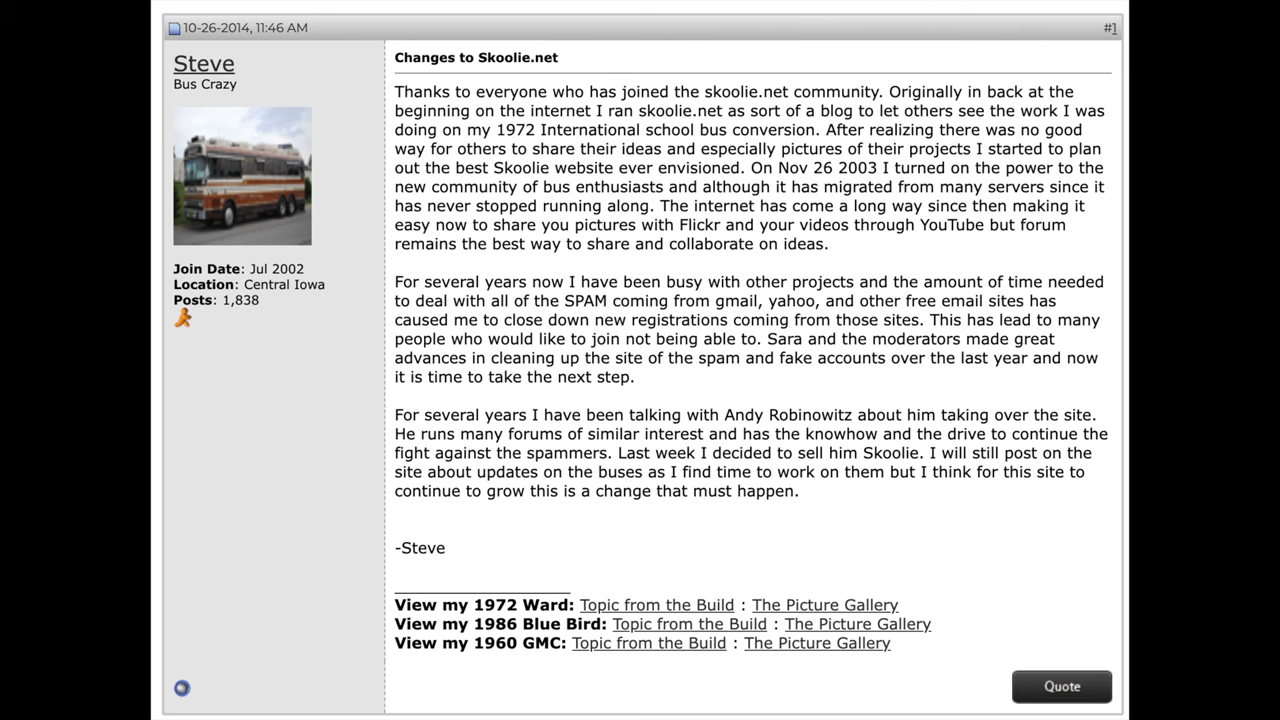 10-26-2014, 11:46 AM
#1
Steve
Bus Crazy
Join Date: Jul 2002
Location: Central Iowa
Posts: 1,838
Changes to Skoolie.net
Thanks to everyone who has joined the skoolie.net community. Originally in back at the
beginning on the internet I ran skoolie.net as sort of a blog to let others see the work I was
doing on my 1972 International school bus conversion. After realizing there was no good
way for others to share their ideas and especially pictures of their projects I started to plan
out the best Skoolie website ever envisioned. On Nov 26 2003 I turned on the power to the
new community of bus enthusiasts and although it has migrated from many servers since it
has never stopped running along. The internet has come a long way since then making it
easy now to share you pictures with Flickr and your videos through YouTube but forum
remains the best way to share and collaborate on ideas.
For several years now I have been busy with other projects and the amount of time needed
to deal with all of the SPAM coming from gmail, yahoo, and other free email sites has
caused me to close down new registrations coming from those sites. This has lead to many
people who would like to join not being able to. Sara and the moderators made great
advances in cleaning up the site of the spam and fake accounts over the last year and now
it is time to take the next step.
For several years I have been talking with Andy Robinowitz about him taking over the site.
He runs many forums of similar interest and has the knowhow and the drive to continue the
fight against the spammers. Last week I decided to sell him Skoolie. I will still post on the
site about updates on the buses as I find time to work on them but I think for this site to
continue to grow this is a change that must happen.
-Steve
View my 1972 Ward: Topic from the Build : The Picture Gallery
View my 1986 Blue Bird: Topic from the Build : The Picture Gallery
View my 1960 GMC: Topic from the Build : The Picture Gallery
Quote